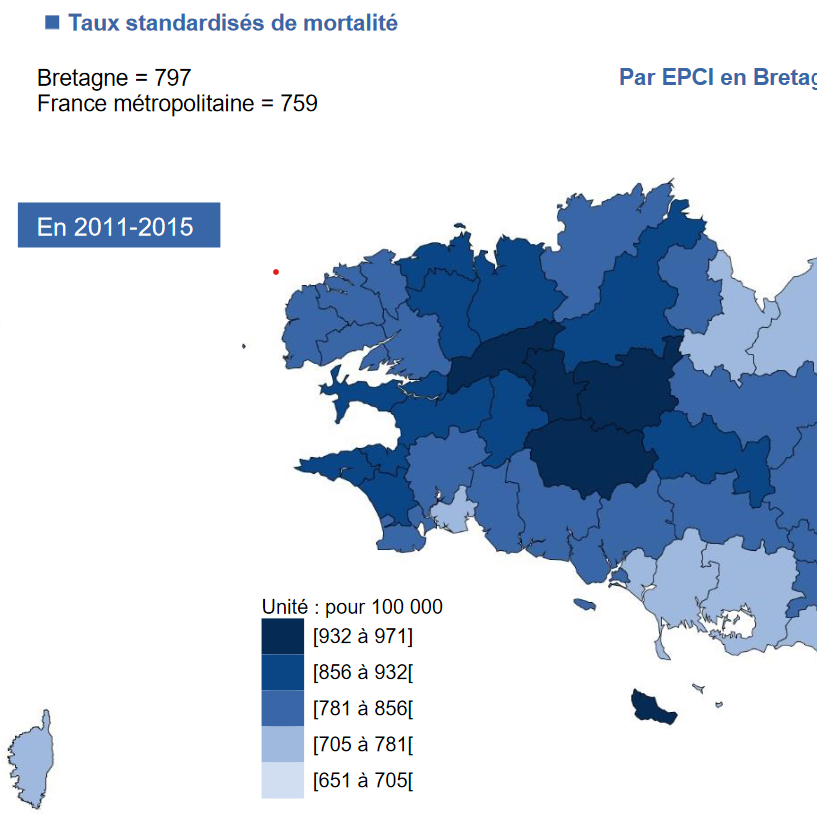 Taux standardisés de mortalité
Bretagne = 797
France métropolitaine = 759
Par EPCI en Bretag
En 2011-2015
Unité : pour 100 000
[932 à 971]
[856 à 932[
[781 à 856[
[705 à 781[
[651 à 705[